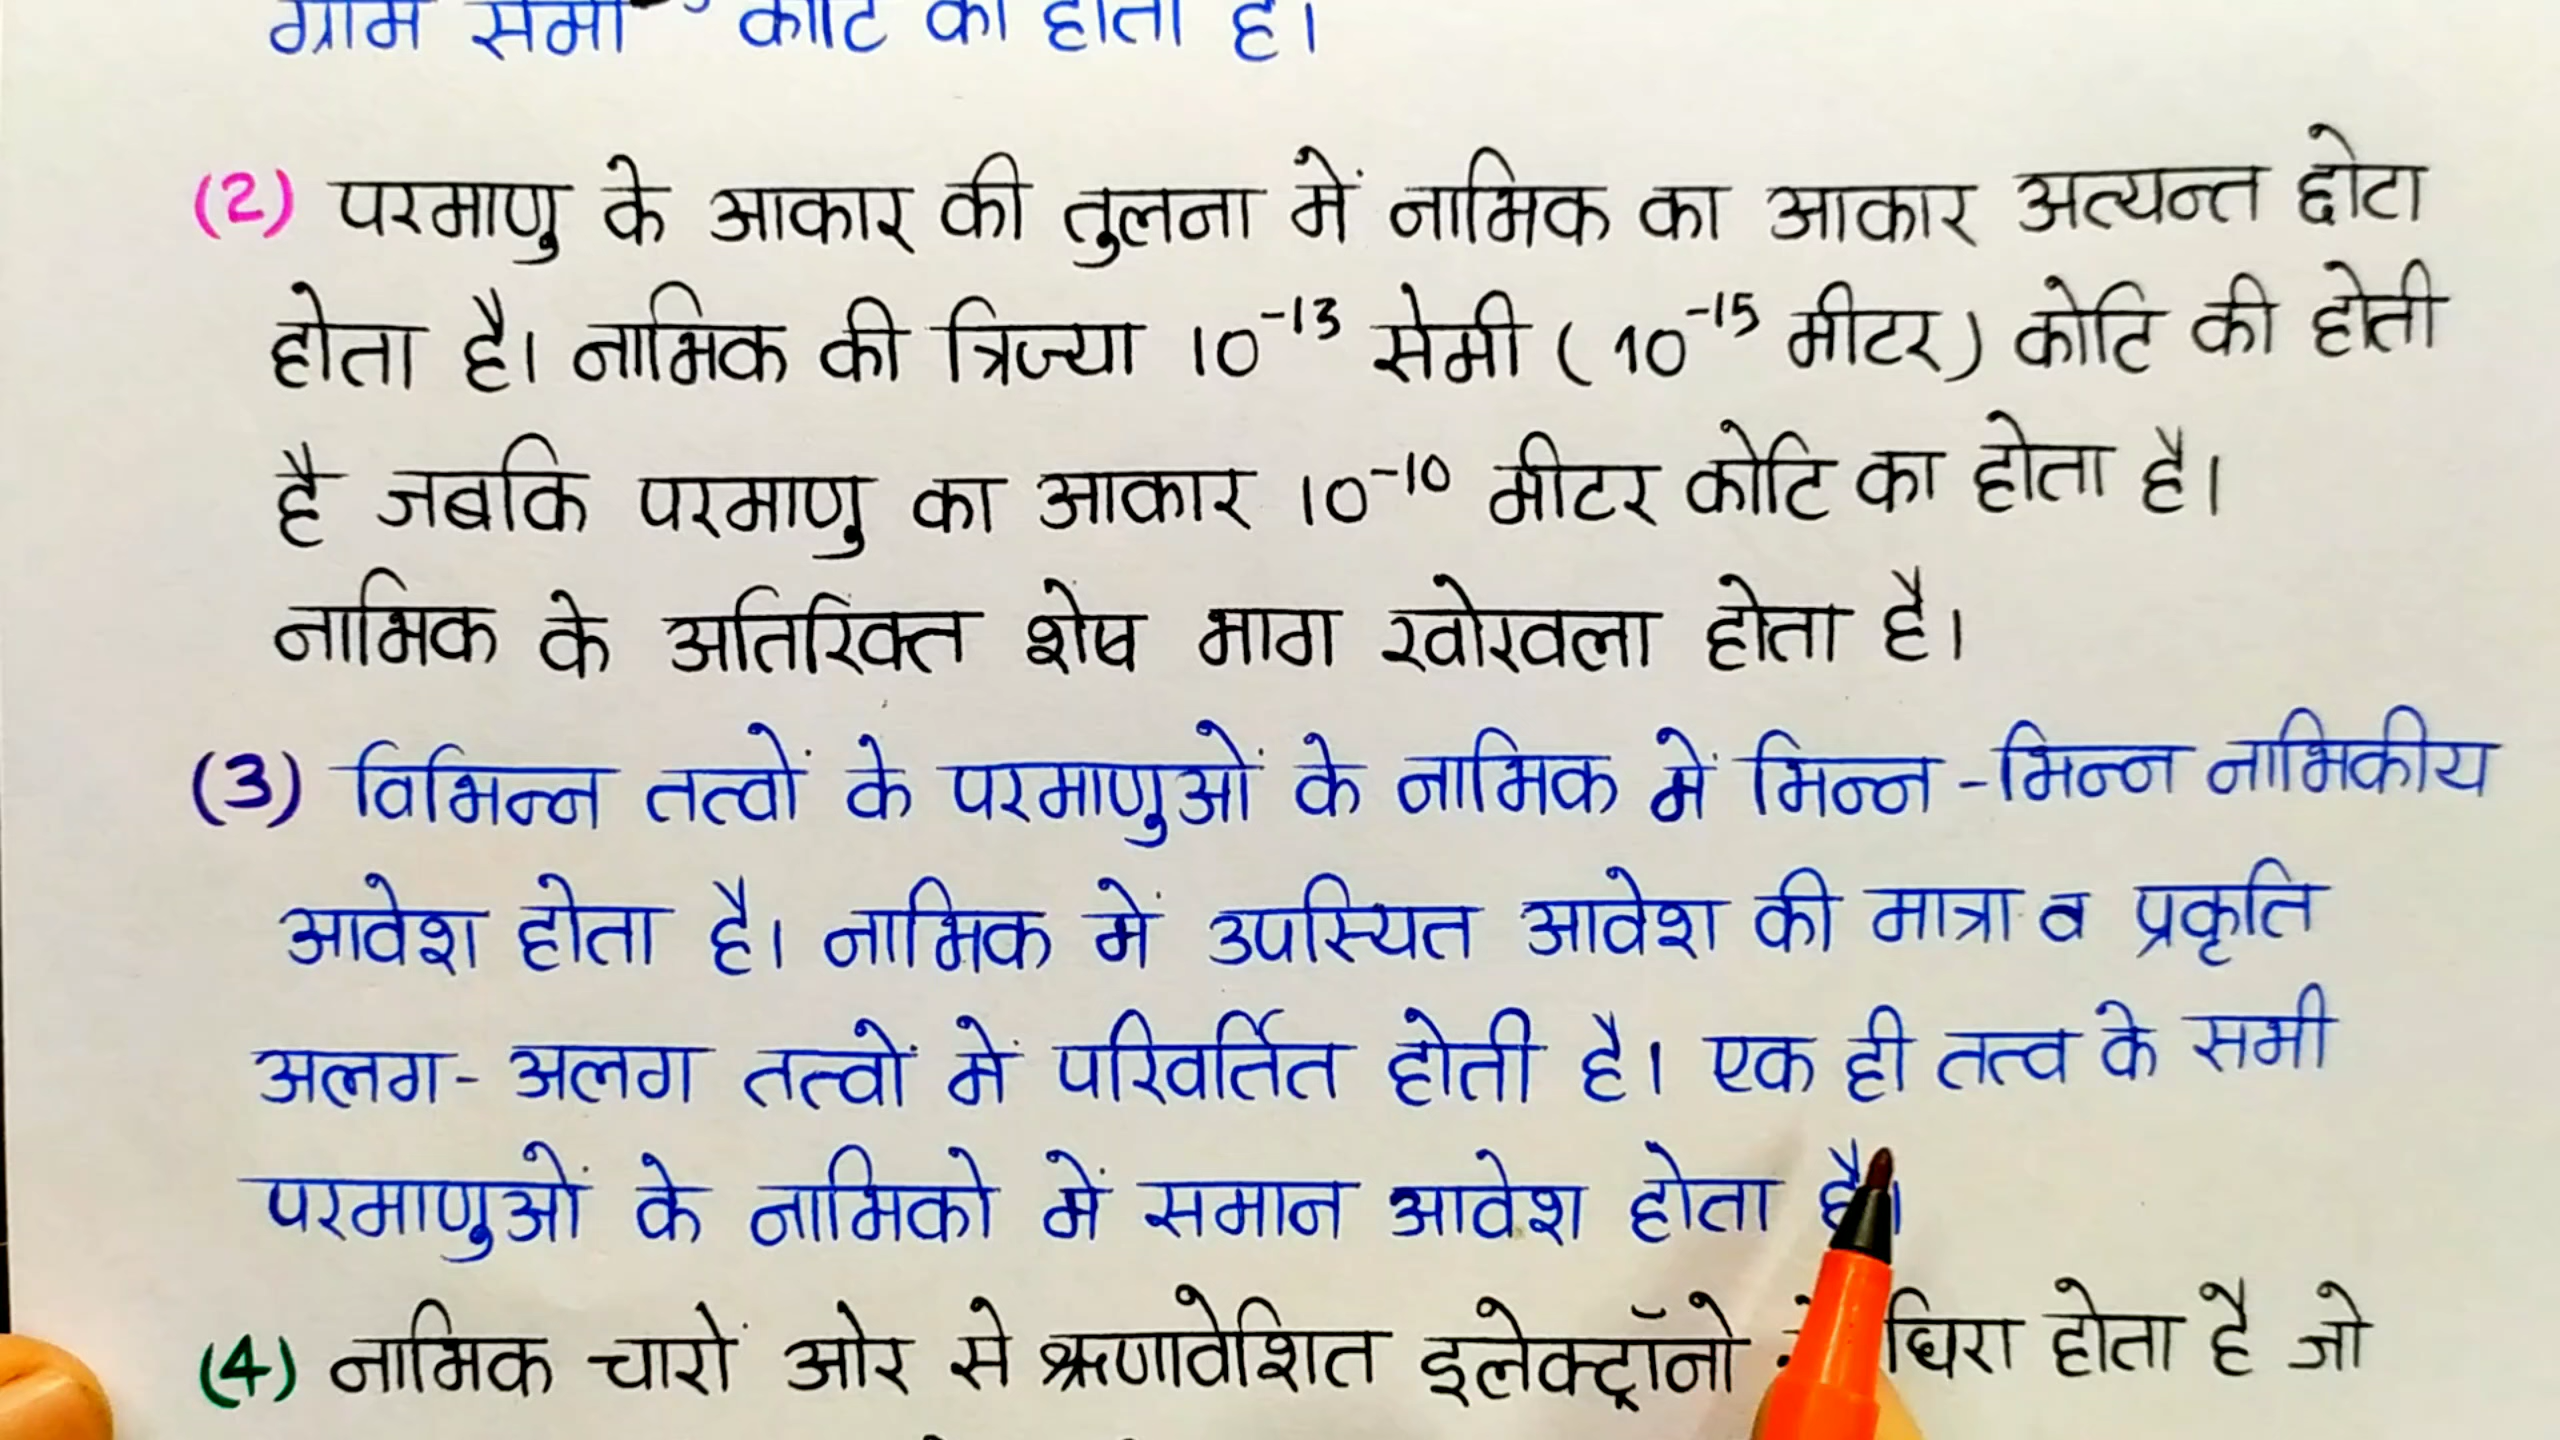 ग्राम सेमी कोटि का होता है।
(2) परमाणु के आकार की तुलना में नाभिक का आकार अत्यन्त छोटा
होता है। नाभिक की त्रिज्या 10⁻¹³ सेमी (10⁻¹⁵ मीटर) कोटि की होती
है जबकि परमाणु का आकार 10⁻¹⁰ मीटर कोटि का होता है।
नाभिक के अतिरिक्त शेष भाग खोखला होता है।
(3) विभिन्न तत्वों के परमाणुओं के नाभिक में भिन्न-भिन्न नाभिकीय
आवेश होता है। नाभिक में उपस्थित आवेश की मात्रा व प्रकृति
अलग-अलग तत्वों में परिवर्तित होती है। एक ही तत्व के सभी
परमाणुओं के नाभिको में समान आवेश होता है।
(4) नाभिक चारों ओर से ऋणावेशित इलेक्ट्रॉनो घिरा होता है जो